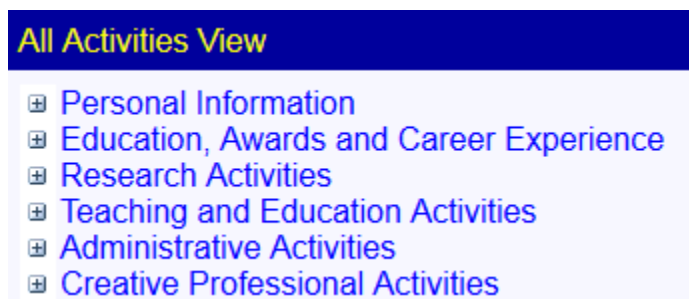 All Activities View
Personal Information
Education, Awards and Career Experience
Research Activities
Teaching and Education Activities
Administrative Activities
Creative Professional Activities